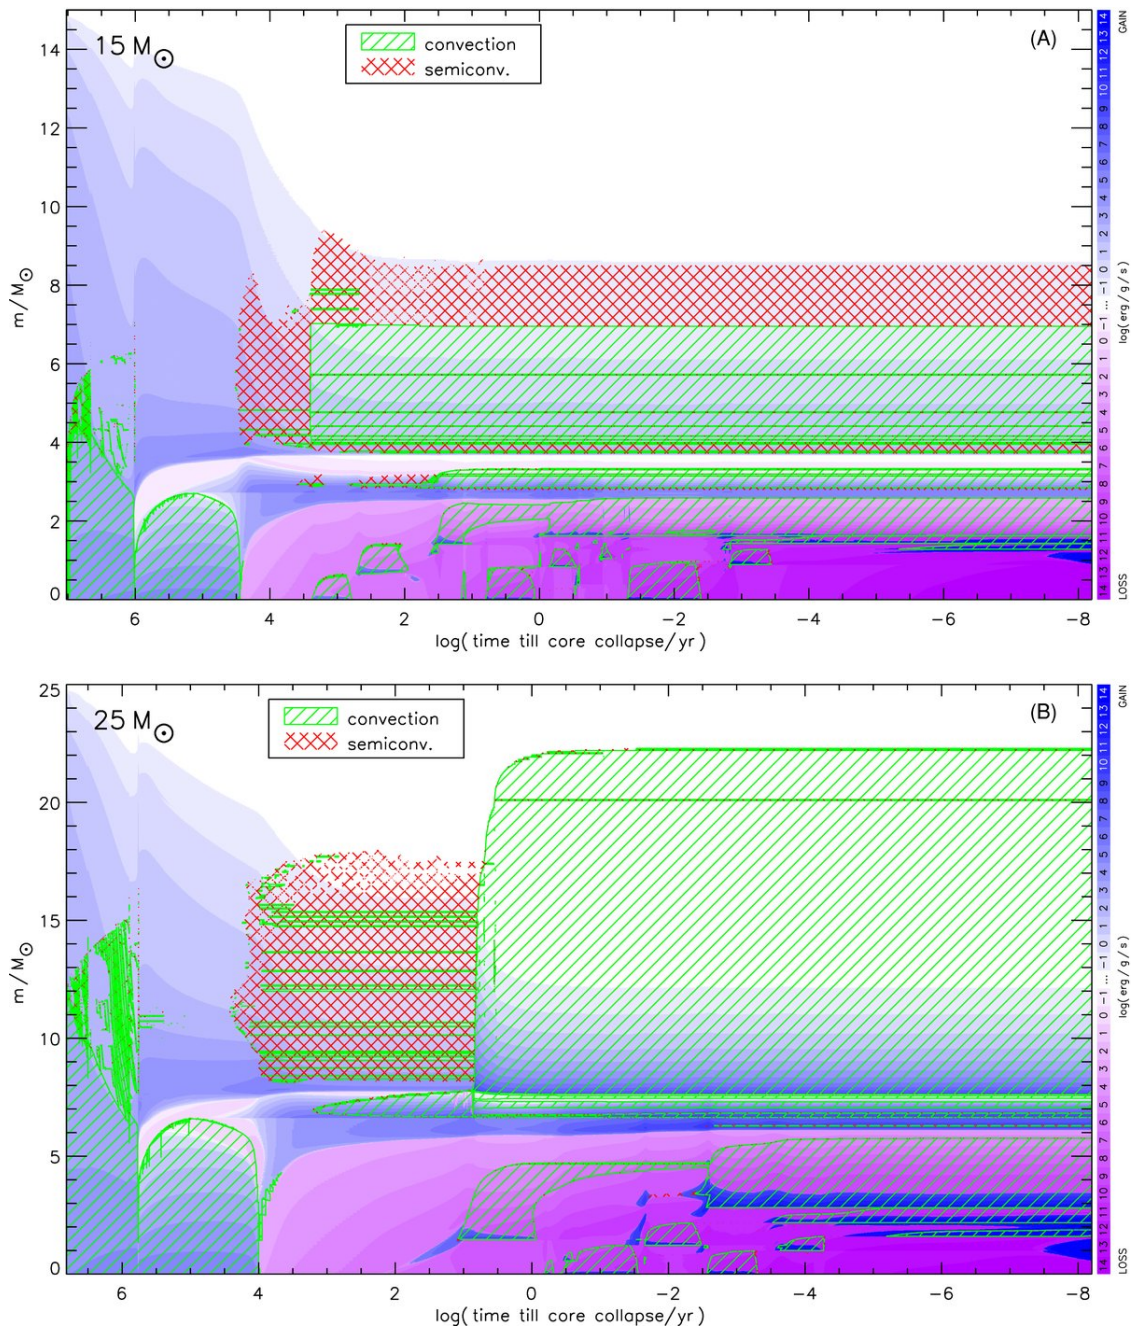 15 M⊙
convection
semiconv.
(A)
14
12
10
8
6
4
2
0
m/M⊙
6 4 2 0 −2 −4 −6 −8
log(time till core collapse/yr)
GAIN
14 13 12 11 10 9 8 7 6 5 4 3 2 1 0 −1 ... −1 0 1 2 3 4 5 6 7 8 9 10 11 12 13 14
log(erg/g/s)
LOSS
25 M⊙
convection
semiconv.
(B)
25
20
15
10
5
0
m/M⊙
6 4 2 0 −2 −4 −6 −8
log(time till core collapse/yr)
GAIN
14 13 12 11 10 9 8 7 6 5 4 3 2 1 0 −1 ... −1 0 1 2 3 4 5 6 7 8 9 10 11 12 13 14
log(erg/g/s)
LOSS